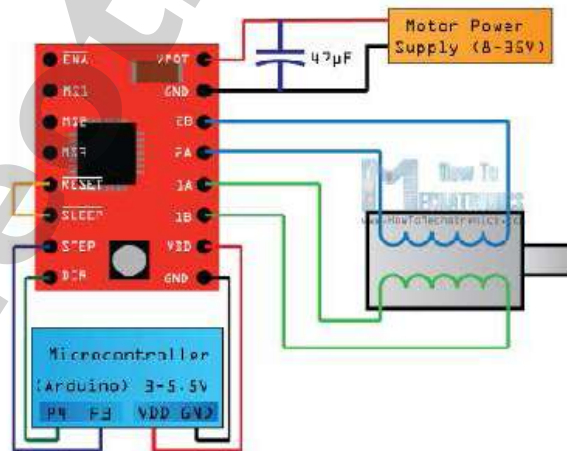 Motor Power
Supply (8-35V)
47µF
ENA
VMOT
MS1
GND
MS2
2B
MS3
2A
RESET
1A
SLEEP
1B
STEP
VDD
DIR
GND
How To
MECHATRONICS
www.HowToMechatronics.com
Microcontroller
(Arduino) 3-5.5V
P4 P3 VDD GND